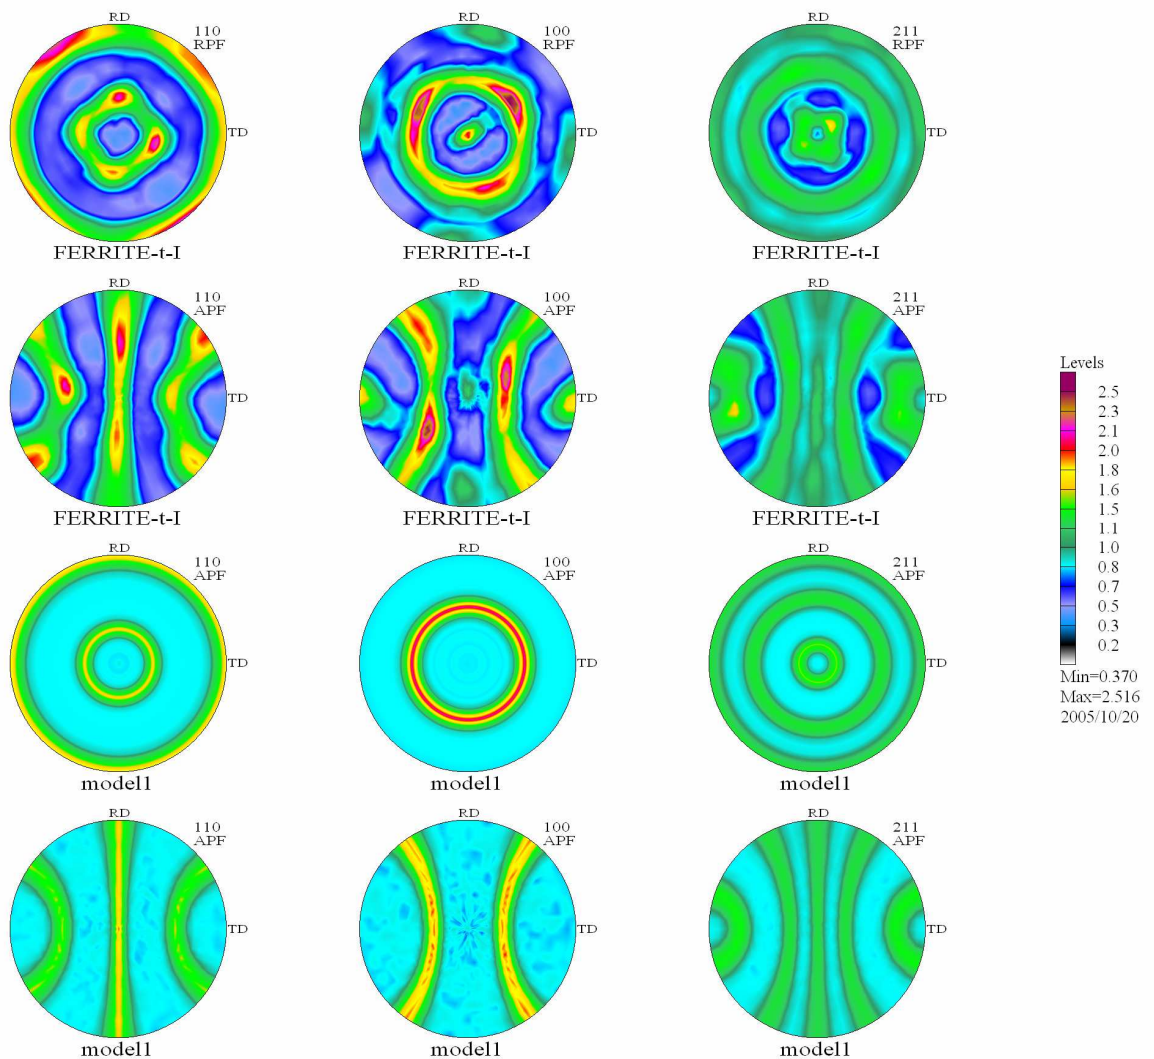 RD
110
RPF
TD
FERRITE-t-I
RD
100
RPF
TD
FERRITE-t-I
RD
211
RPF
TD
FERRITE-t-I
RD
110
APF
TD
FERRITE-t-I
RD
100
APF
TD
FERRITE-t-I
RD
211
APF
TD
FERRITE-t-I
RD
110
APF
TD
model1
RD
100
APF
TD
model1
RD
211
APF
TD
model1
RD
110
APF
TD
model1
RD
100
APF
TD
model1
RD
211
APF
TD
model1
Levels
2.5
2.3
2.1
2.0
1.8
1.6
1.5
1.1
1.0
0.8
0.7
0.5
0.3
0.2
Min=0.370
Max=2.516
2005/10/20